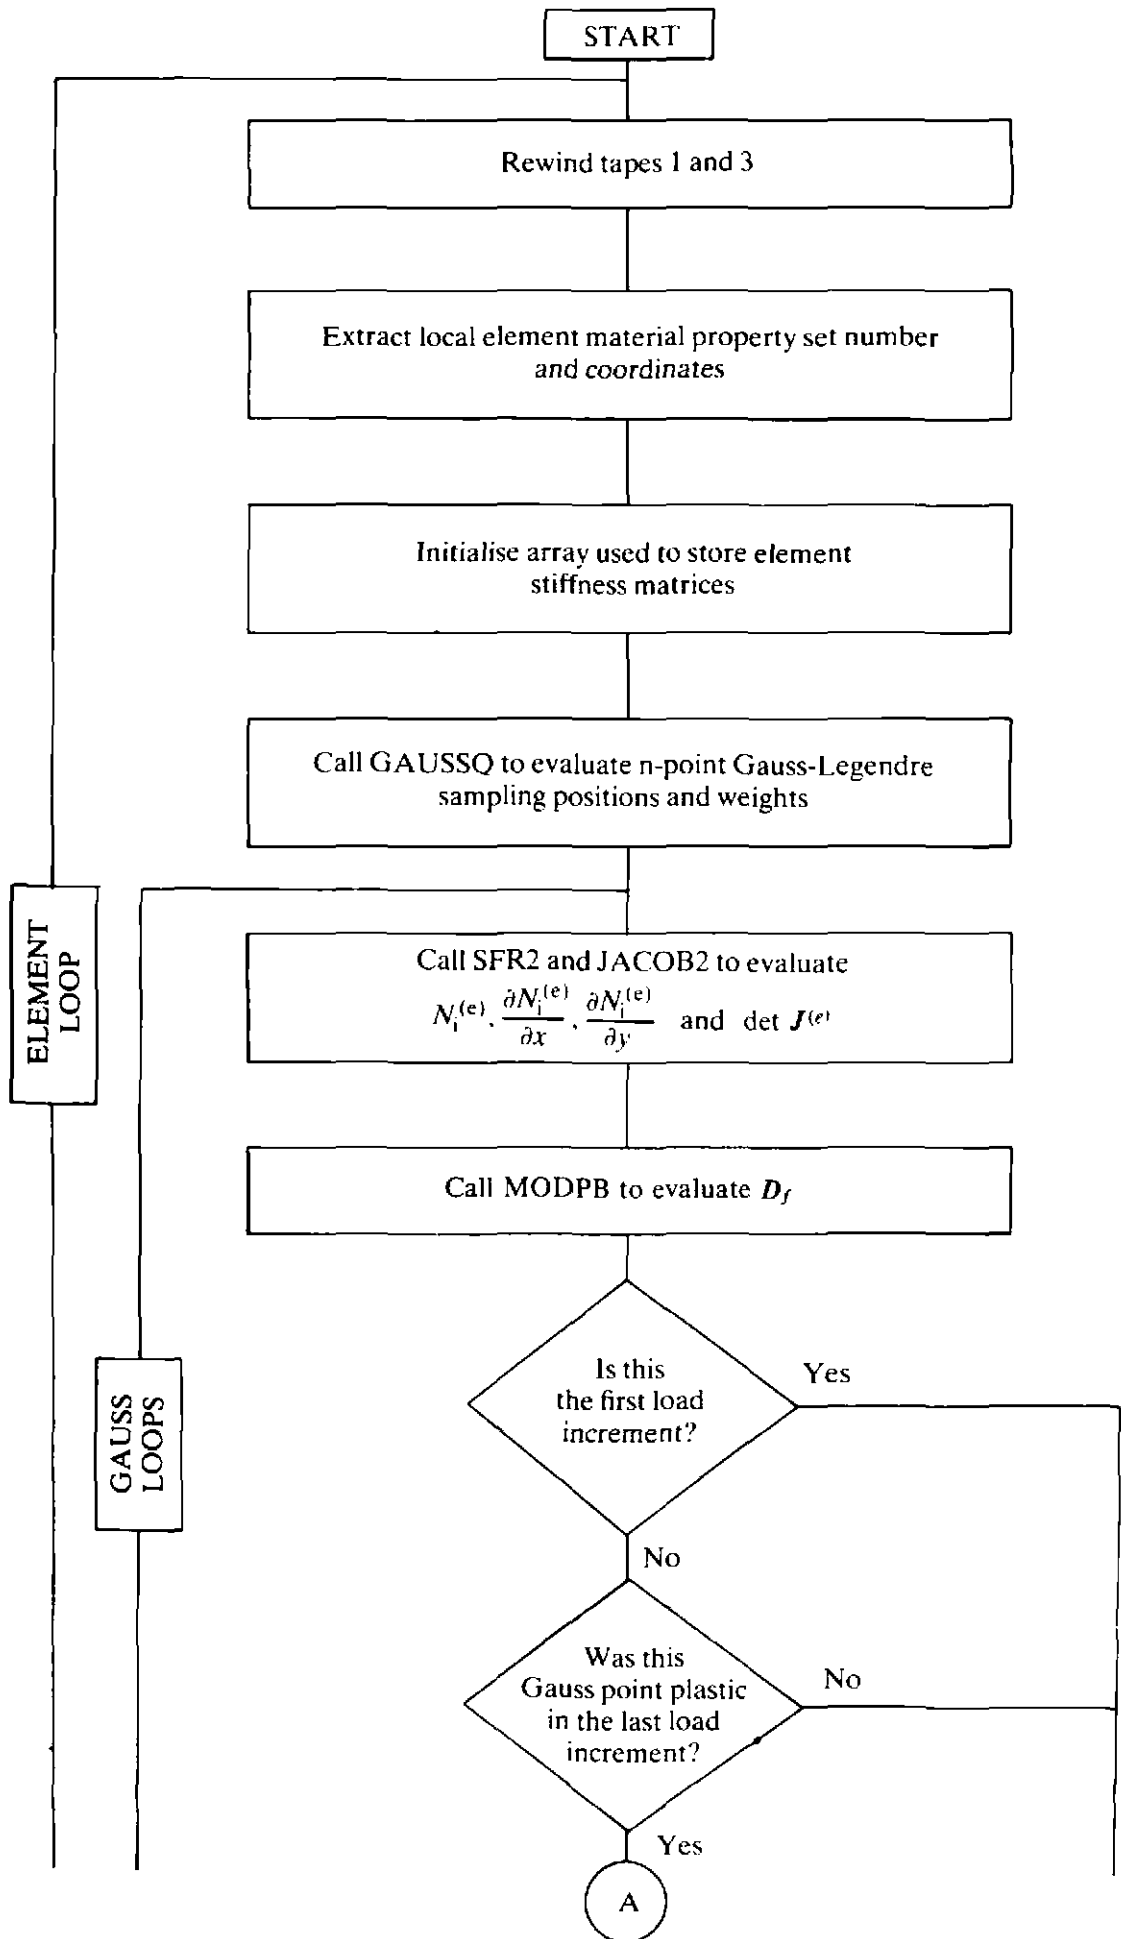 START
Rewind tapes 1 and 3
Extract local element material property set number
and coordinates
Initialise array used to store element
stiffness matrices
Call GAUSSQ to evaluate n-point Gauss-Legendre
sampling positions and weights
ELEMENT
LOOP
Call SFR2 and JACOB2 to evaluate
N_i^(e), ∂N_i^(e)/∂x, ∂N_i^(e)/∂y and det J^(e)
Call MODPB to evaluate D_f
GAUSS
LOOPS
Is this
the first load
increment?
Yes
No
Was this
Gauss point plastic
in the last load
increment?
No
Yes
A